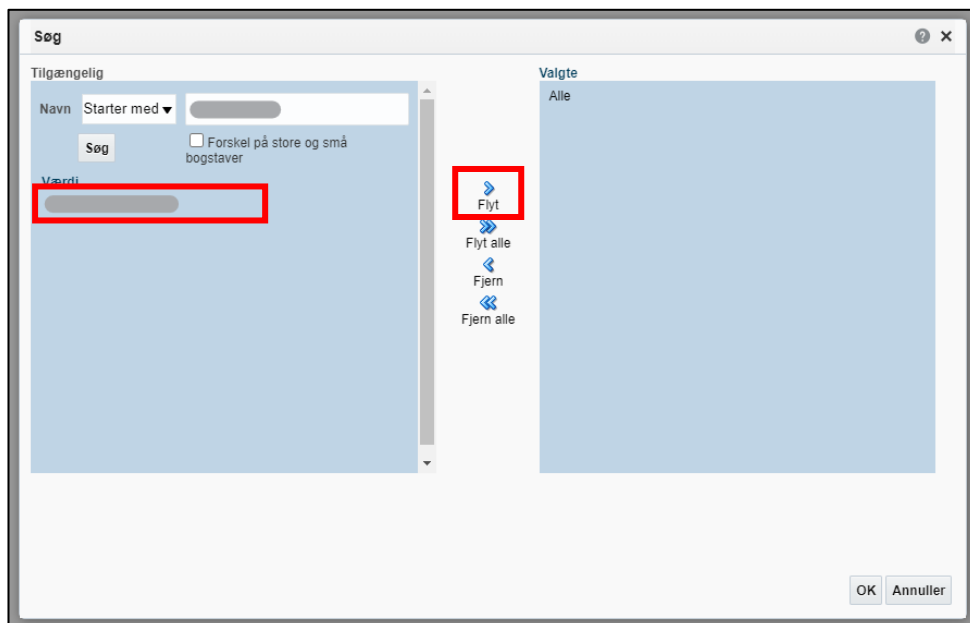 Søg
Tilgængelig
Valgte
Navn Starter med
Alle
Søg
Forskel på store og små
bogstaver
Værdi
Flyt
Flyt alle
Fjern
Fjern alle
OK Annuller